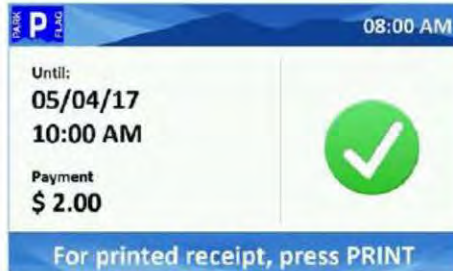 PARK P FLAG
08:00 AM
Until:
05/04/17
10:00 AM
Payment
$ 2.00
For printed receipt, press PRINT